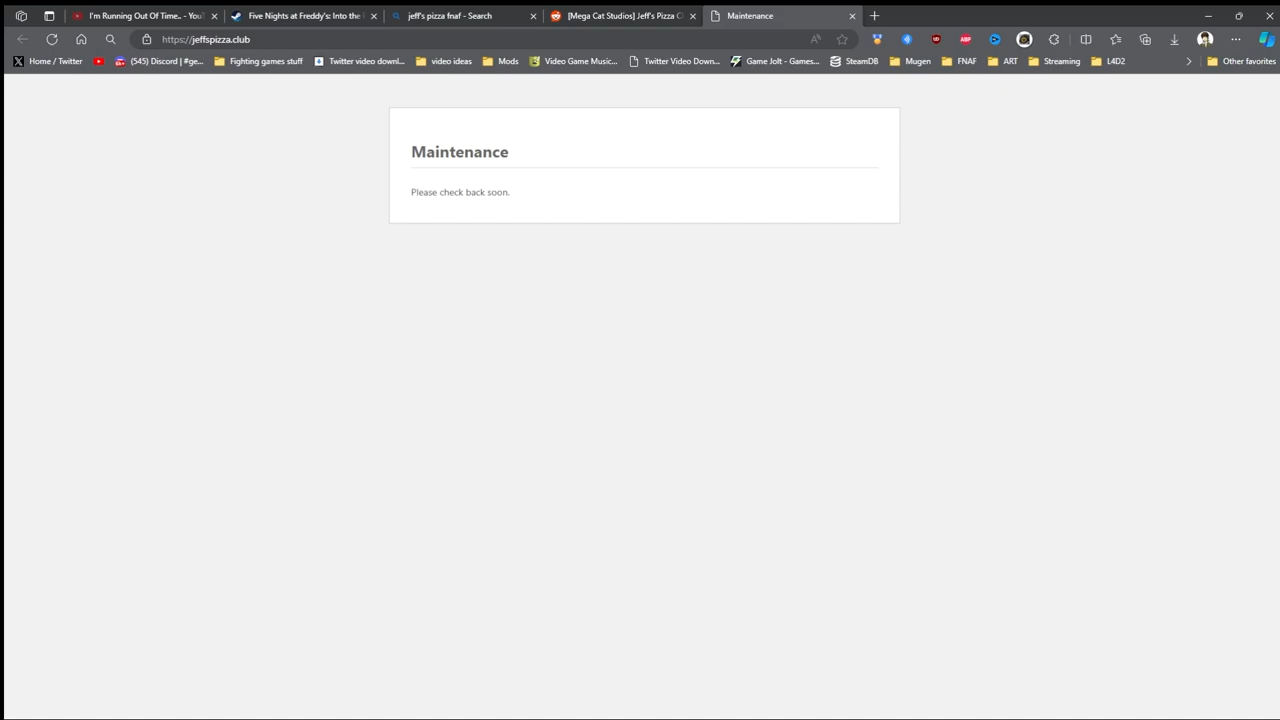 I'm Running Out Of Time.. - YouT
Five Nights at Freddy's: Into the
jeff's pizza fnaf - Search
[Mega Cat Studios] Jeff's Pizza C
Maintenance
https://jeffspizza.club
Home / Twitter
(545) Discord | #ge...
Fighting games stuff
Twitter video downl...
video ideas
Mods
Video Game Music...
Twitter Video Down...
Game Jolt - Games...
SteamDB
Mugen
FNAF
ART
Streaming
L4D2
Other favorites
Maintenance
Please check back soon.